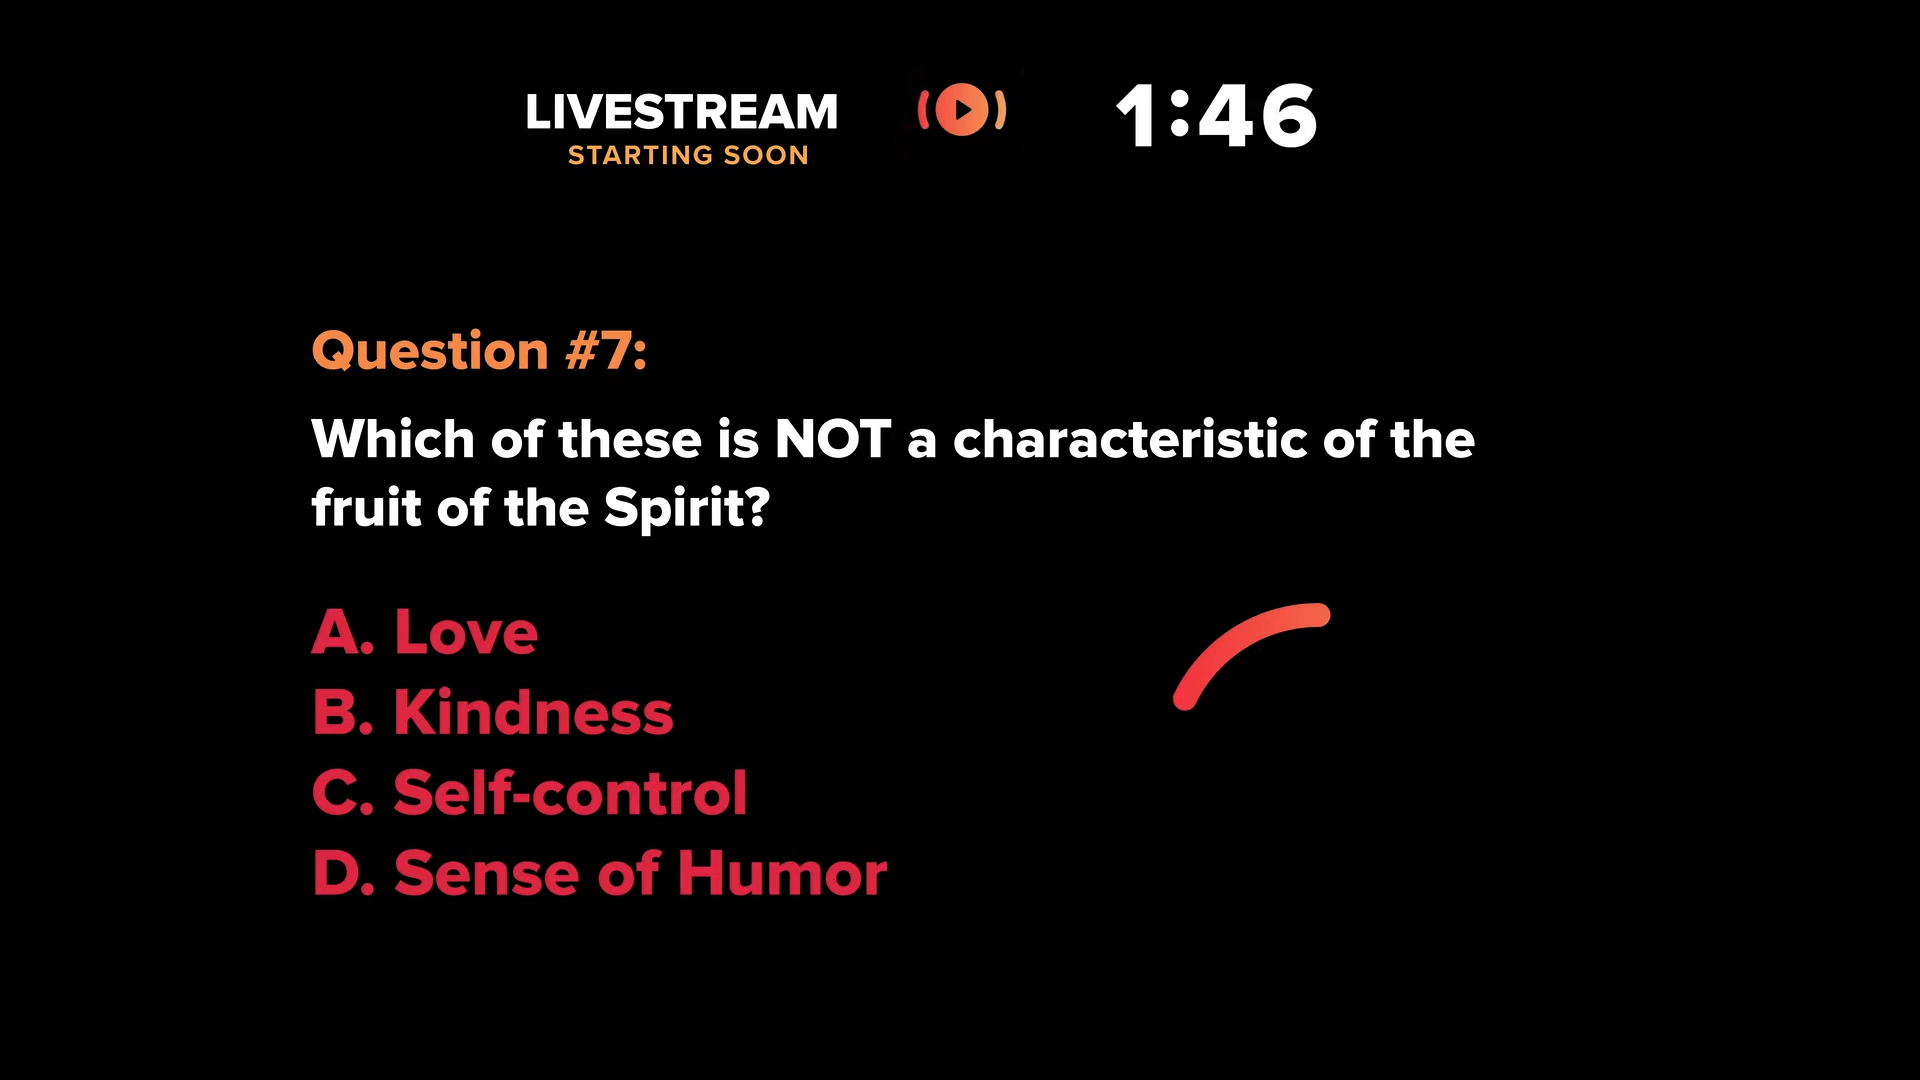 LIVESTREAM
STARTING SOON
1:46
Question #7:
Which of these is NOT a characteristic of the
fruit of the Spirit?
A. Love
B. Kindness
C. Self-control
D. Sense of Humor